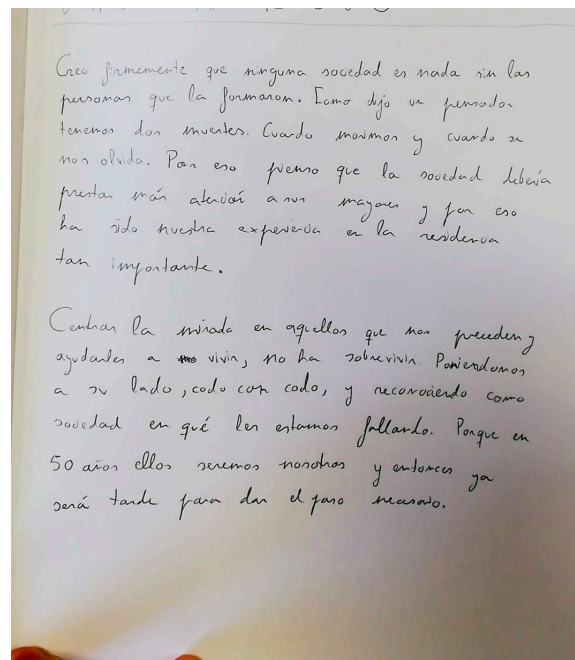 Creo firmemente que ninguna sociedad es nada sin las
personas que la formaron. Como dijo un pensador
tenemos dos muertes. Cuando morimos y cuando se
nos olvida. Por eso pienso que la sociedad debería
prestar más atención a sus mayores y por eso
ha sido nuestra experiencia en la residencia
tan importante.
Centrar la mirada en aquellos que nos preceden y
ayudarles a vivir, no ha sobrevivir. Poniendonos
a su lado, codo con codo, y reconociendo como
sociedad en qué les estamos fallando. Porque en
50 años ellos seremos nosotros y entonces ya
será tarde para dar el paso necesario.